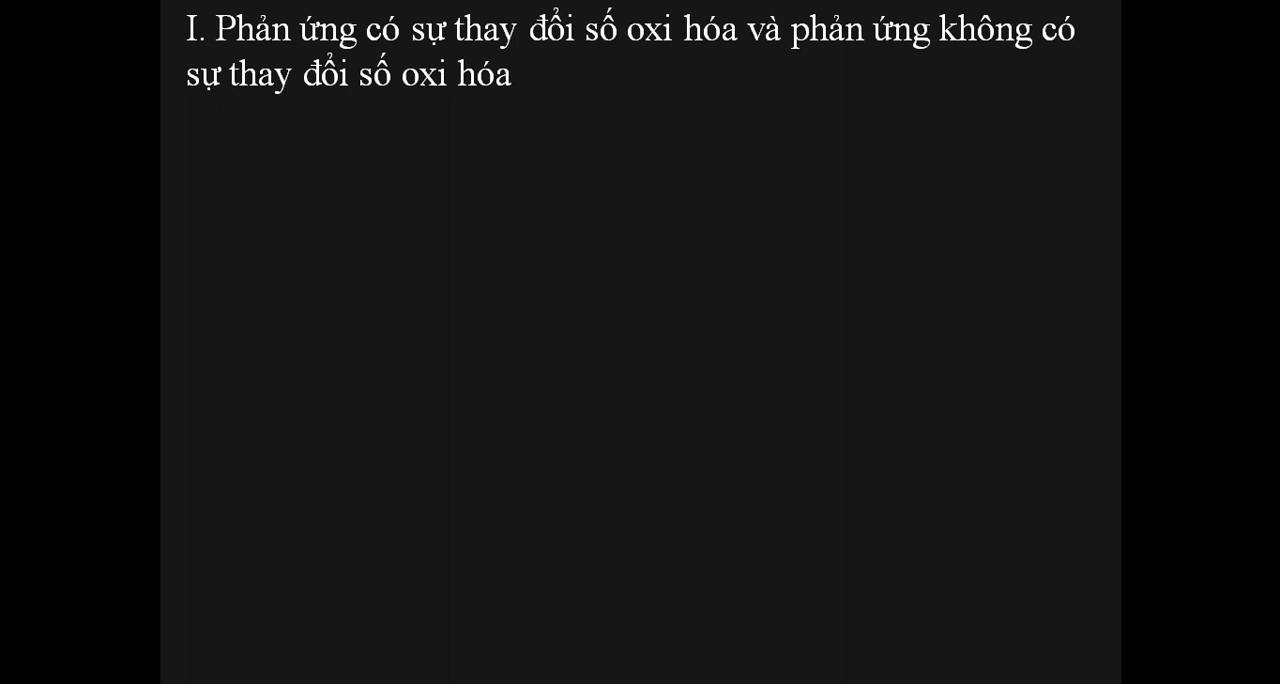 I. Phản ứng có sự thay đổi số oxi hóa và phản ứng không có
sự thay đổi số oxi hóa